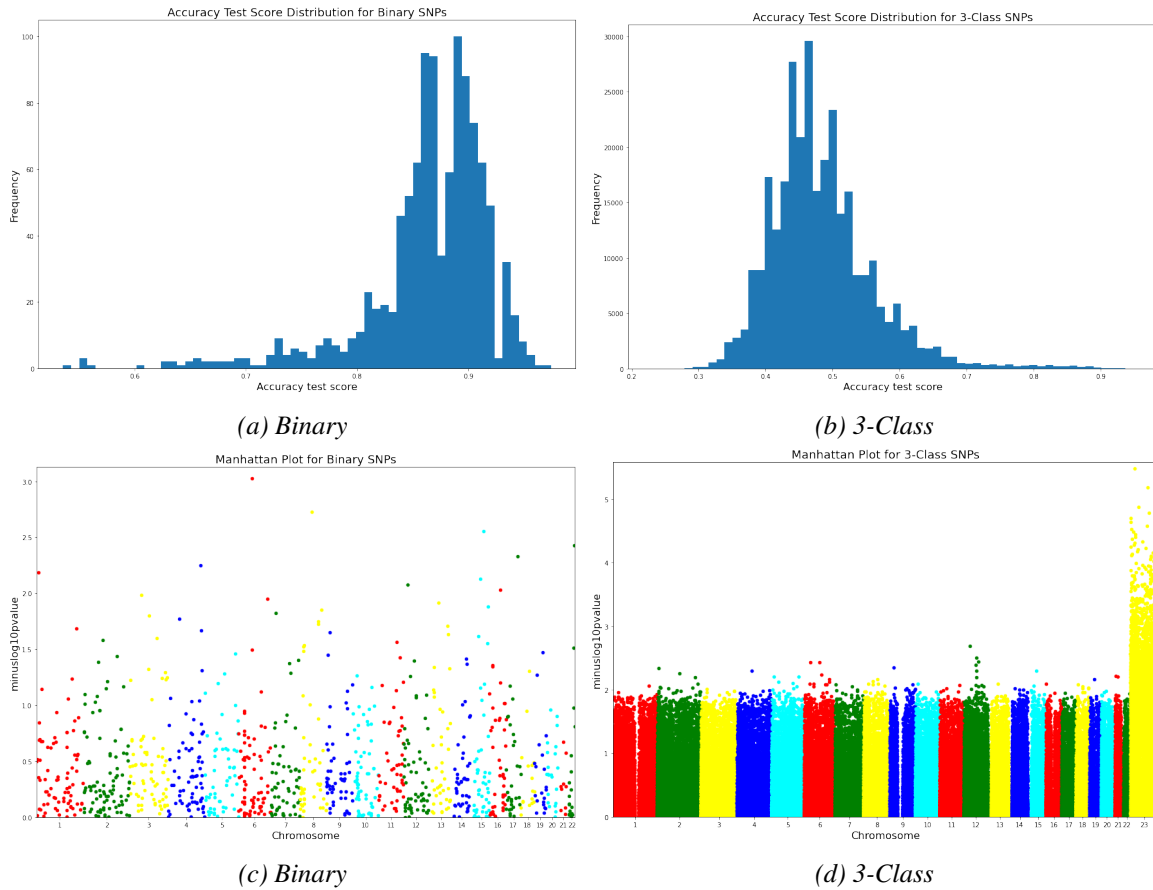 Accuracy Test Score Distribution for Binary SNPs
100
80
60
40
20
0
Frequency
0.6 0.7 0.8 0.9
Accuracy test score
(a) Binary
Accuracy Test Score Distribution for 3-Class SNPs
30000
25000
20000
15000
10000
5000
0
Frequency
0.2 0.3 0.4 0.5 0.6 0.7 0.8 0.9
Accuracy test score
(b) 3-Class
Manhattan Plot for Binary SNPs
3.0
2.5
2.0
1.5
1.0
0.5
0.0
minuslog10pvalue
1 2 3 4 5 6 7 8 9 10 11 12 13 14 15 16 17 18 19 20 21 22
Chromosome
(c) Binary
Manhattan Plot for 3-Class SNPs
5
4
3
2
1
0
minuslog10pvalue
1 2 3 4 5 6 7 8 9 10 11 12 13 14 15 16 17 18 19 20 21 22 23
Chromosome
(d) 3-Class